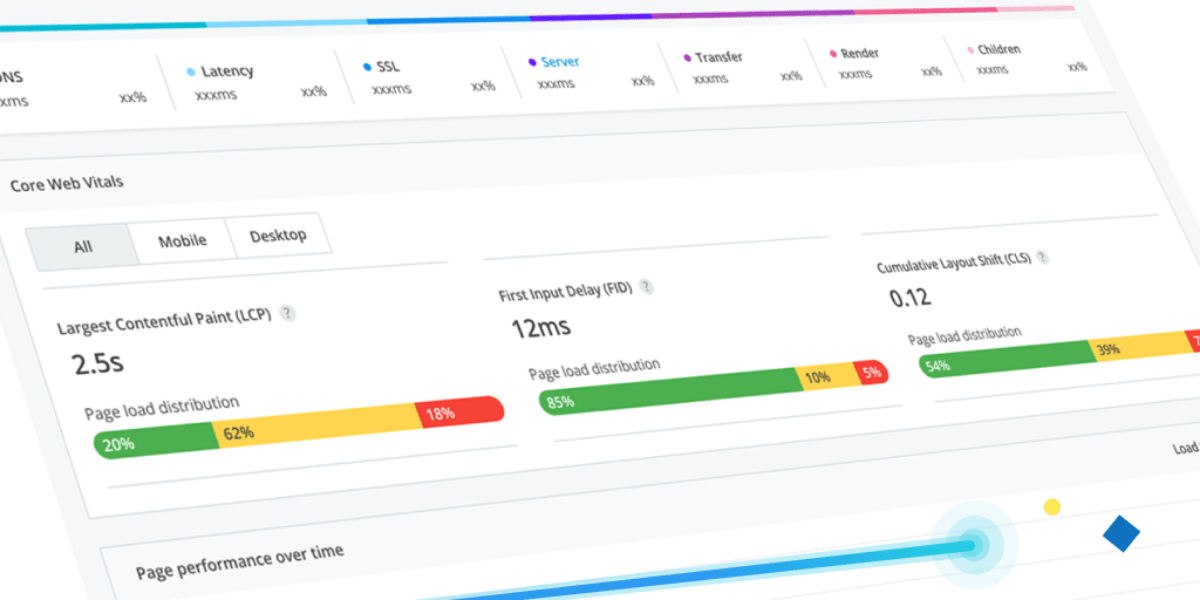 DNS
Latency
SSL
Server
Transfer
Render
Children
xxms xx%
xxxms xx%
xxxms xx%
xxxms xx%
xxxms xx%
xxxms xx%
xxxms xx%
Core Web Vitals
All Mobile Desktop
Largest Contentful Paint (LCP) ?
2.5s
Page load distribution
20% 62% 18%
First Input Delay (FID) ?
12ms
Page load distribution
85% 10% 5%
Cumulative Layout Shift (CLS) ?
0.12
Page load distribution
54% 39%
Load
Page performance over time